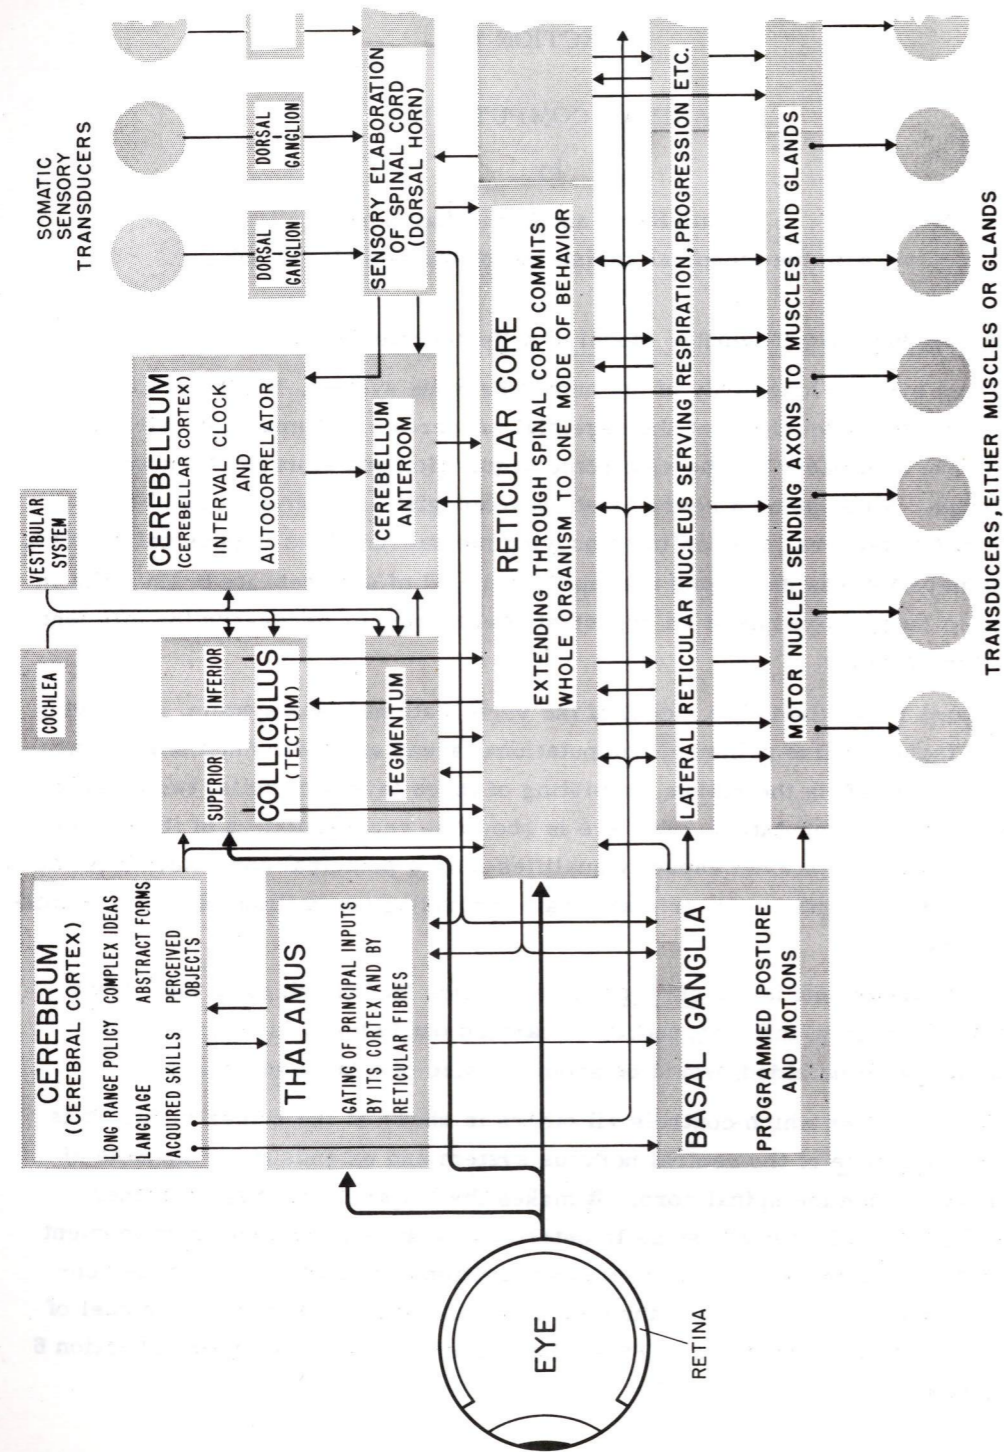 SOMATIC
SENSORY
TRANSDUCERS
COCHLEA
VESTIBULAR
SYSTEM
CEREBRUM
(CEREBRAL CORTEX)
LONG RANGE POLICY COMPLEX IDEAS
LANGUAGE ABSTRACT FORMS
ACQUIRED SKILLS PERCEIVED
OBJECTS
SUPERIOR
INFERIOR
COLLICULUS
(TECTUM)
CEREBELLUM
(CEREBELLAR CORTEX)
INTERVAL CLOCK
AND
AUTOCORRELATOR
DORSAL
GANGLION
DORSAL
GANGLION
THALAMUS
GATING OF PRINCIPAL INPUTS
BY ITS CORTEX AND BY
RETICULAR FIBRES
TEGMENTUM
CEREBELLUM
ANTEROOM
SENSORY ELABORATION
OF SPINAL CORD
(DORSAL HORN)
EYE
RETINA
RETICULAR CORE
EXTENDING THROUGH SPINAL CORD COMMITS
WHOLE ORGANISM TO ONE MODE OF BEHAVIOR
BASAL GANGLIA
PROGRAMMED POSTURE
AND MOTIONS
LATERAL RETICULAR NUCLEUS SERVING RESPIRATION, PROGRESSION ETC.
MOTOR NUCLEI SENDING AXONS TO MUSCLES AND GLANDS
TRANSDUCERS, EITHER MUSCLES OR GLANDS